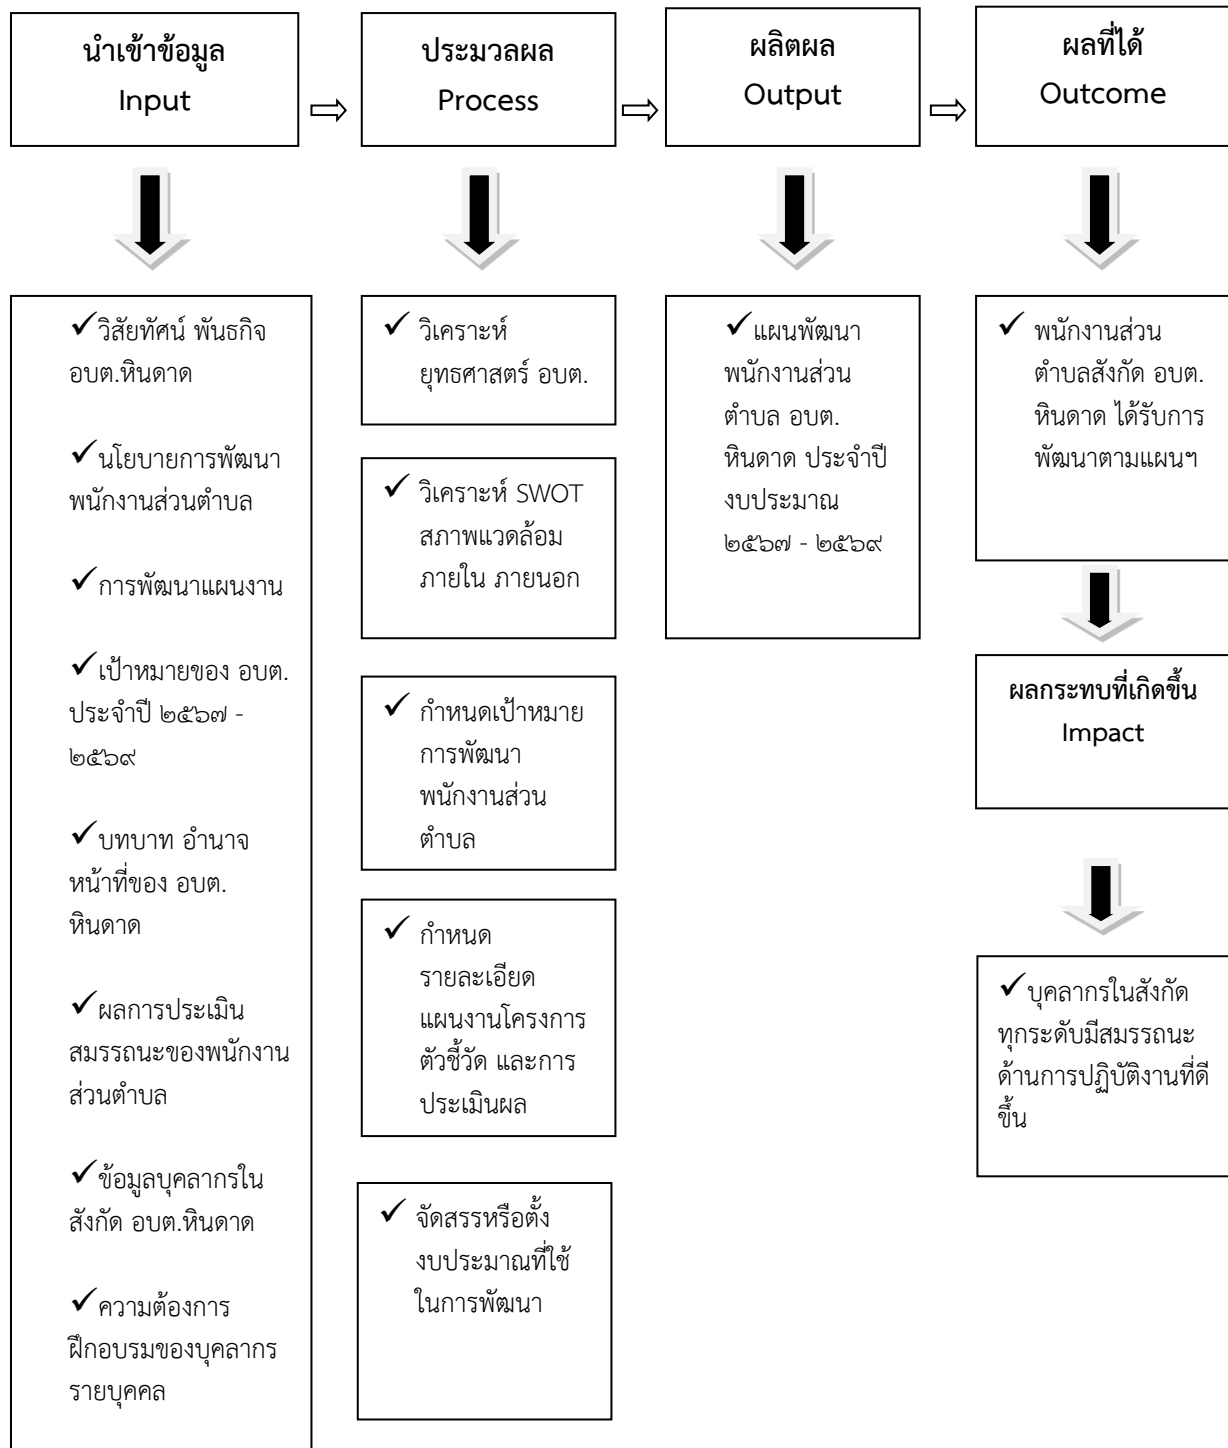 นำเข้าข้อมูล
Input
ประมวลผล
Process
ผลิตผล
Output
ผลที่ได้
Outcome
✓วิสัยทัศน์ พันธกิจ
อบต.หินดาด
✓นโยบายการพัฒนา
พนักงานส่วนตำบล
✓การพัฒนาแผนงาน
✓เป้าหมายของ อบต.
ประจำปี ๒๕๖๗ -
๒๕๖๙
✓บทบาท อำนาจ
หน้าที่ของ อบต.
หินดาด
✓ผลการประเมิน
สมรรถนะของพนักงาน
ส่วนตำบล
✓ข้อมูลบุคลากรใน
สังกัด อบต.หินดาด
✓ความต้องการ
ฝึกอบรมของบุคลากร
รายบุคคล
✓ วิเคราะห์
ยุทธศาสตร์ อบต.
✓ วิเคราะห์ SWOT
สภาพแวดล้อม
ภายใน ภายนอก
✓ กำหนดเป้าหมาย
การพัฒนา
พนักงานส่วน
ตำบล
✓ กำหนด
รายละเอียด
แผนงานโครงการ
ตัวชี้วัด และการ
ประเมินผล
✓ จัดสรรหรือตั้ง
งบประมาณที่ใช้
ในการพัฒนา
✓แผนพัฒนา
พนักงานส่วน
ตำบล อบต.
หินดาด ประจำปี
งบประมาณ
๒๕๖๗ - ๒๕๖๙
✓ พนักงานส่วน
ตำบลสังกัด อบต.
หินดาด ได้รับการ
พัฒนาตามแผนฯ
ผลกระทบที่เกิดขึ้น
Impact
✓บุคลากรในสังกัด
ทุกระดับมีสมรรถนะ
ด้านการปฏิบัติงานที่ดี
ขึ้น